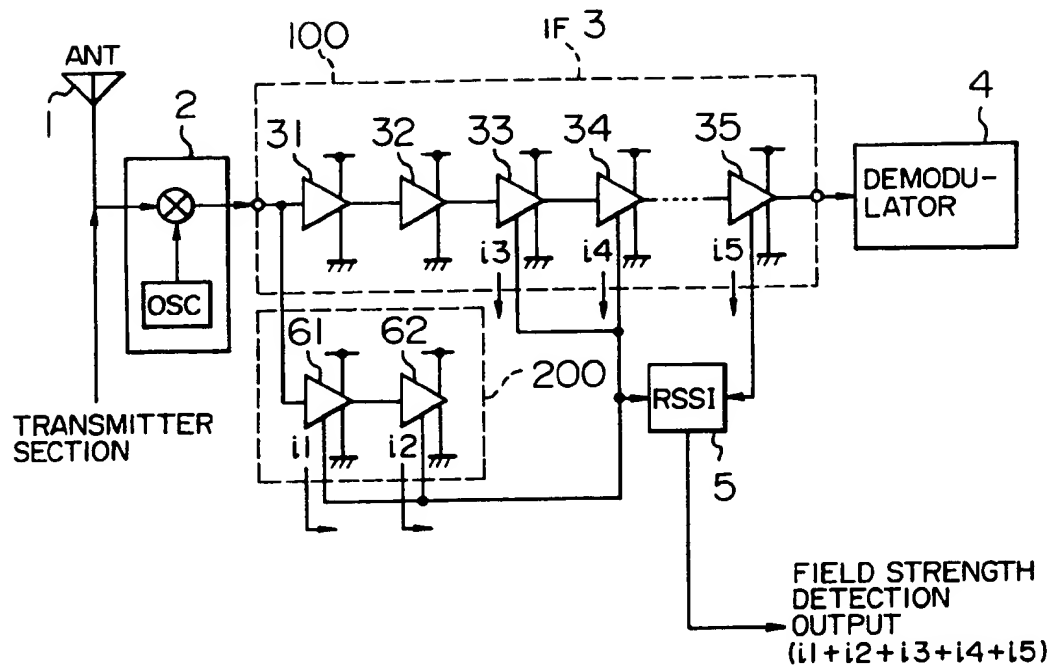 ANT
1
2
OSC
TRANSMITTER
SECTION
100
IF 3
31
32
33
34
35
i3
i4
i5
4
DEMODU-
LATOR
61
62
200
i1
i2
RSSI
5
FIELD STRENGTH
DETECTION
OUTPUT
(i1+i2+i3+i4+i5)